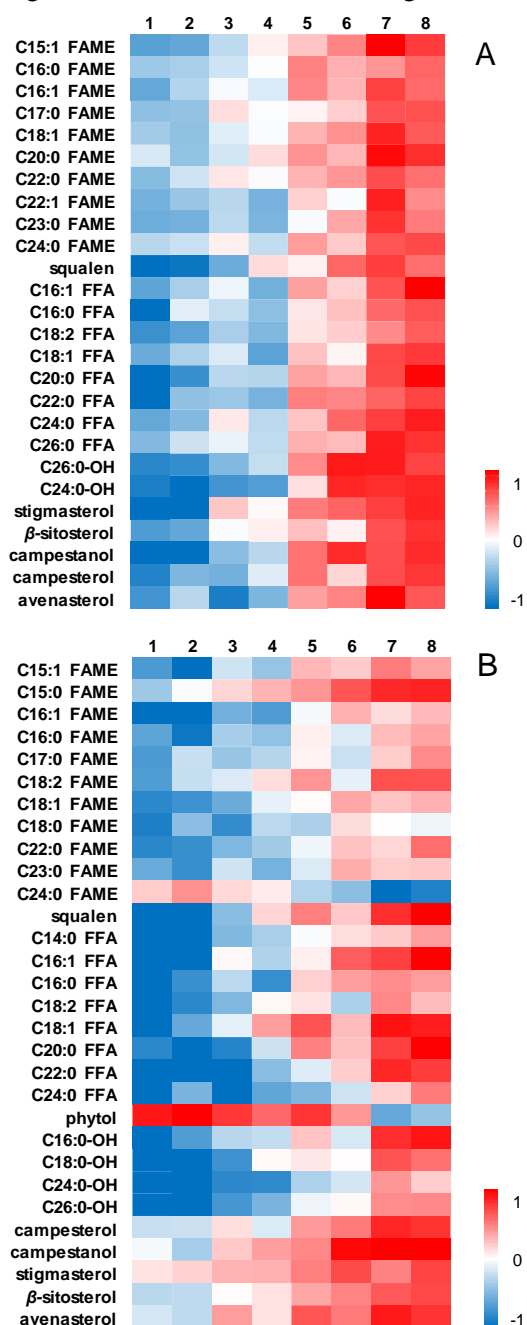 1 2 3 4 5 6 7 8
A
C15:1 FAME
C16:0 FAME
C16:1 FAME
C17:0 FAME
C18:1 FAME
C20:0 FAME
C22:0 FAME
C22:1 FAME
C23:0 FAME
C24:0 FAME
squalen
C16:1 FFA
C16:0 FFA
C18:2 FFA
C18:1 FFA
C20:0 FFA
C22:0 FFA
C24:0 FFA
C26:0 FFA
C26:0-OH
C24:0-OH
stigmasterol
β-sitosterol
campestanol
campesterol
avenasterol
1
0
-1
1 2 3 4 5 6 7 8
B
C15:1 FAME
C15:0 FAME
C16:1 FAME
C16:0 FAME
C17:0 FAME
C18:2 FAME
C18:1 FAME
C18:0 FAME
C22:0 FAME
C23:0 FAME
C24:0 FAME
squalen
C14:0 FFA
C16:1 FFA
C16:0 FFA
C18:2 FFA
C18:1 FFA
C20:0 FFA
C22:0 FFA
C24:0 FFA
phytol
C16:0-OH
C18:0-OH
C24:0-OH
C26:0-OH
campesterol
campestanol
stigmasterol
β-sitosterol
avenasterol
1
0
-1